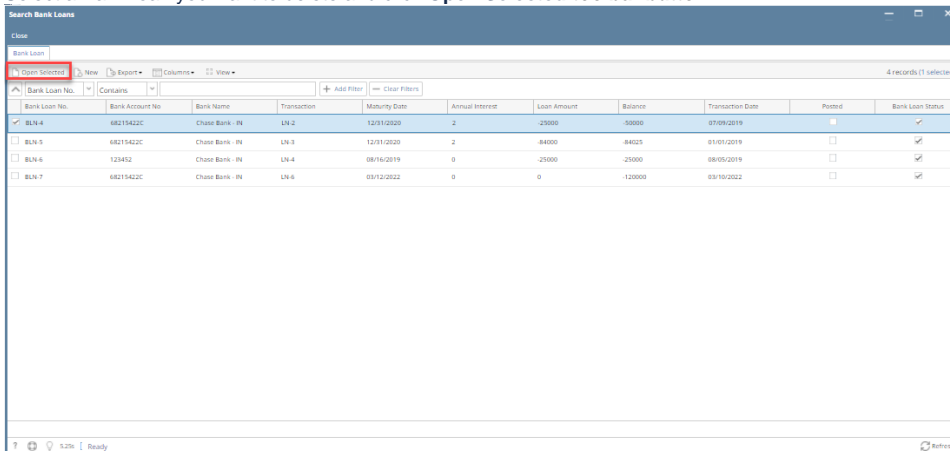 Search Bank Loans
Close
Bank Loan
Open Selected New Export Columns View 4 records (1 selecte
Bank Loan No. Contains + Add Filter — Clear Filters
Bank Loan No. Bank Account No Bank Name Transaction Maturity Date Annual Interest Loan Amount Balance Transaction Date Posted Bank Loan Status
BLN-4 68215422C Chase Bank - IN LN-2 12/31/2020 2 -25000 -50000 07/09/2019
BLN-5 68215422C Chase Bank - IN LN-3 12/31/2020 2 -84000 -84025 01/01/2019
BLN-6 123452 Chase Bank - IN LN-4 08/16/2019 0 -25000 -25000 08/05/2019
BLN-7 68215422C Chase Bank - IN LN-6 03/12/2022 0 0 -120000 03/10/2022
? 5.25s Ready Refres